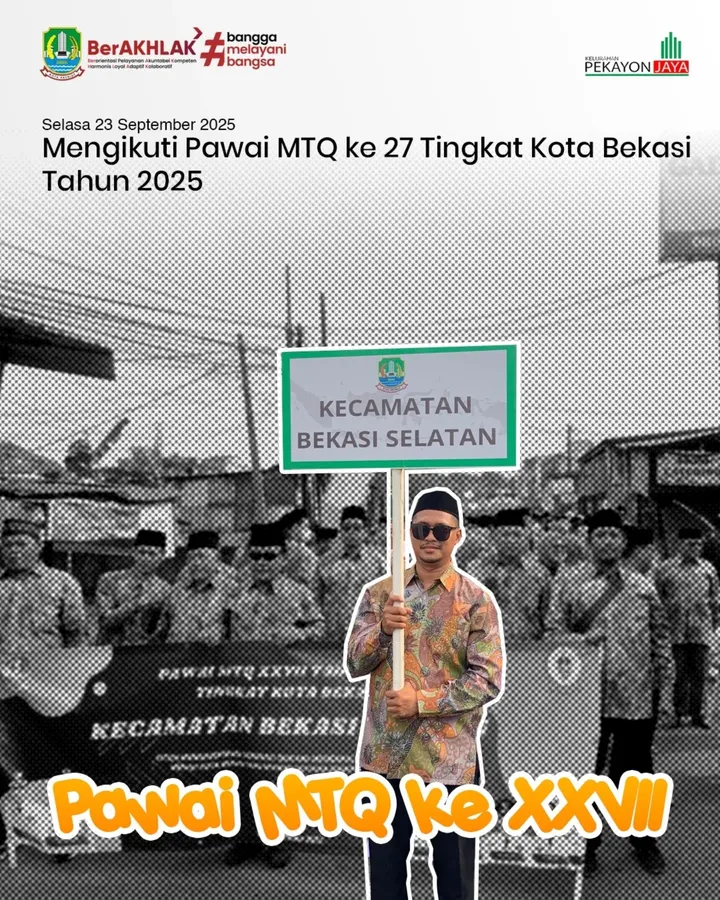 BerAKHLAK
Berorientasi Pelayanan Akuntabel Kompeten
Harmonis Loyal Adaptif Kolaboratif
#bangga
melayani
bangsa
KELURAHAN
PEKAYON JAYA
Selasa 23 September 2025
Mengikuti Pawai MTQ ke 27 Tingkat Kota Bekasi
Tahun 2025
KECAMATAN
BEKASI SELATAN
PAWAI MTQ XXVII
TINGKAT KOTA
KECAMATAN BEKASI
Pawai MTQ ke XXVII